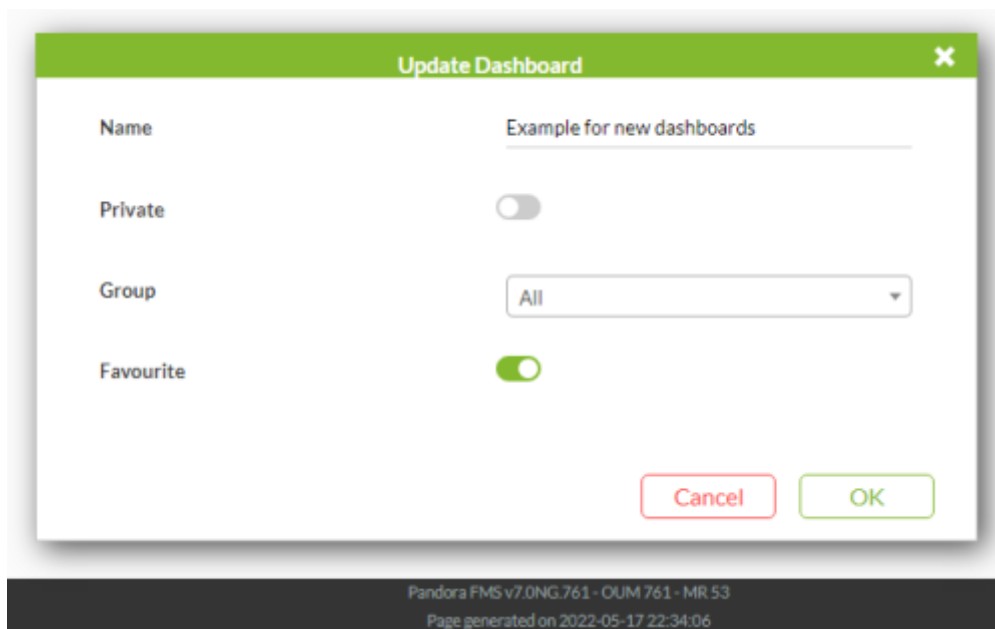 Update Dashboard
Name
Example for new dashboards
Private
Group
All
Favourite
Cancel
OK
Pandora FMS v7.0NG.761 - OUM 761 - MR 53
Page generated on 2022-05-17 22:34:06